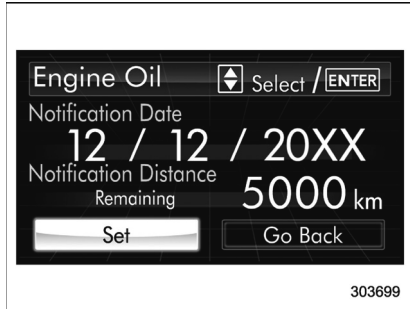 Engine Oil Select / ENTER
Notification Date
12 / 12 / 20XX
Notification Distance
Remaining 5000 km
Set Go Back
303699